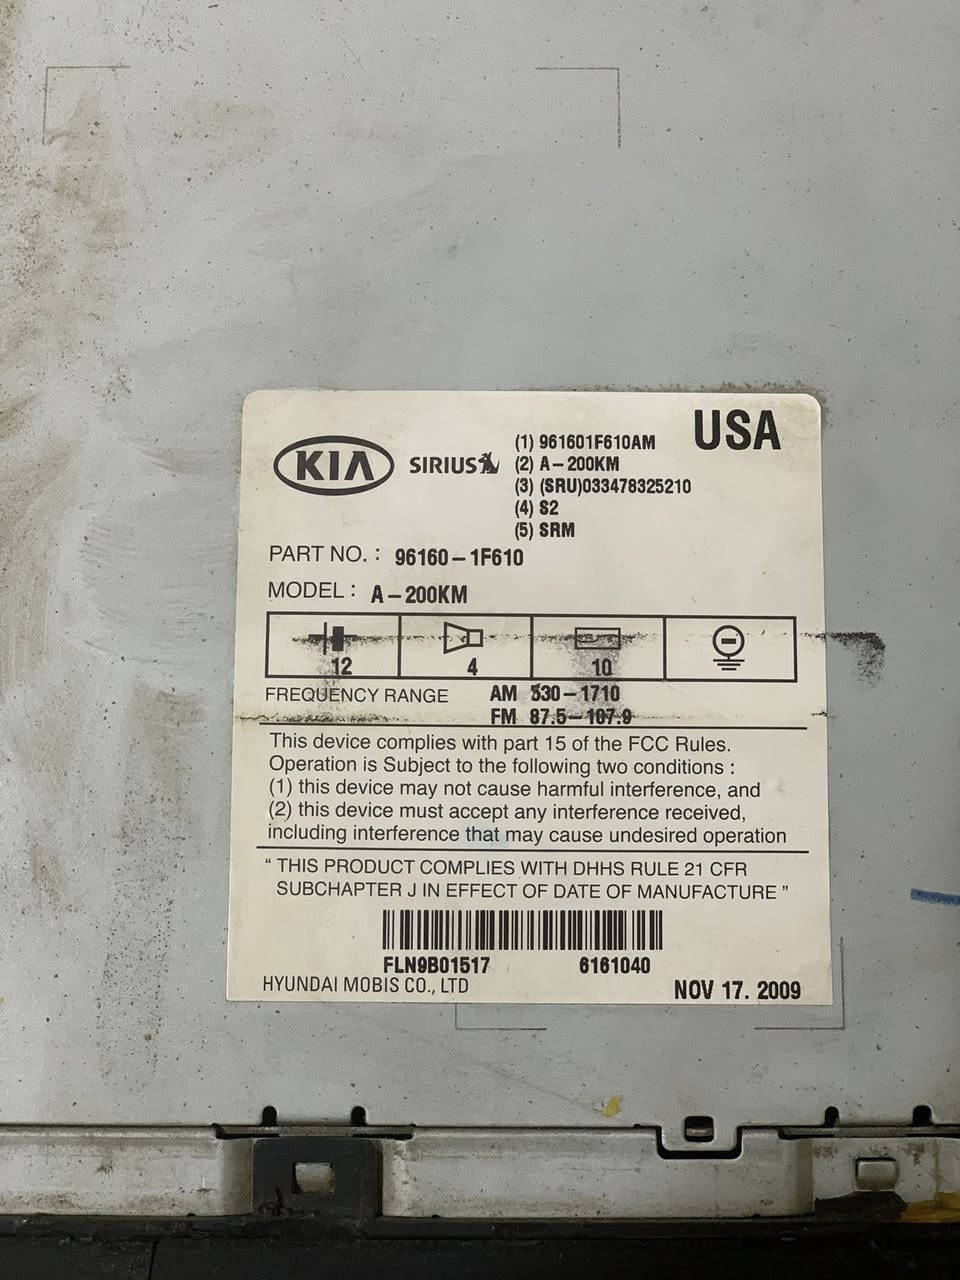 USA
KIA
SIRIUS
(1) 961601F610AM
(2) A-200KM
(3) (SRU)033478325210
(4) S2
(5) SRM
PART NO. : 96160-1F610
MODEL : A-200KM
12 4 10
FREQUENCY RANGE AM 530-1710
FM 87.5-107.9
This device complies with part 15 of the FCC Rules.
Operation is Subject to the following two conditions :
(1) this device may not cause harmful interference, and
(2) this device must accept any interference received,
including interference that may cause undesired operation
“ THIS PRODUCT COMPLIES WITH DHHS RULE 21 CFR
SUBCHAPTER J IN EFFECT OF DATE OF MANUFACTURE ”
FLN9B01517 6161040
HYUNDAI MOBIS CO., LTD
NOV 17. 2009